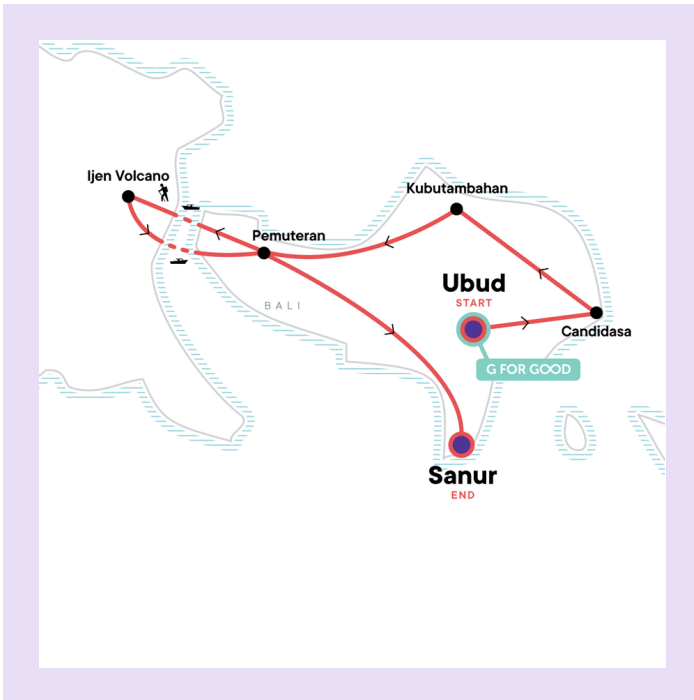 Ijen Volcano
Kubutambahan
Pemuteran
Ubud
START
BALI
Candidasa
G FOR GOOD
Sanur
END